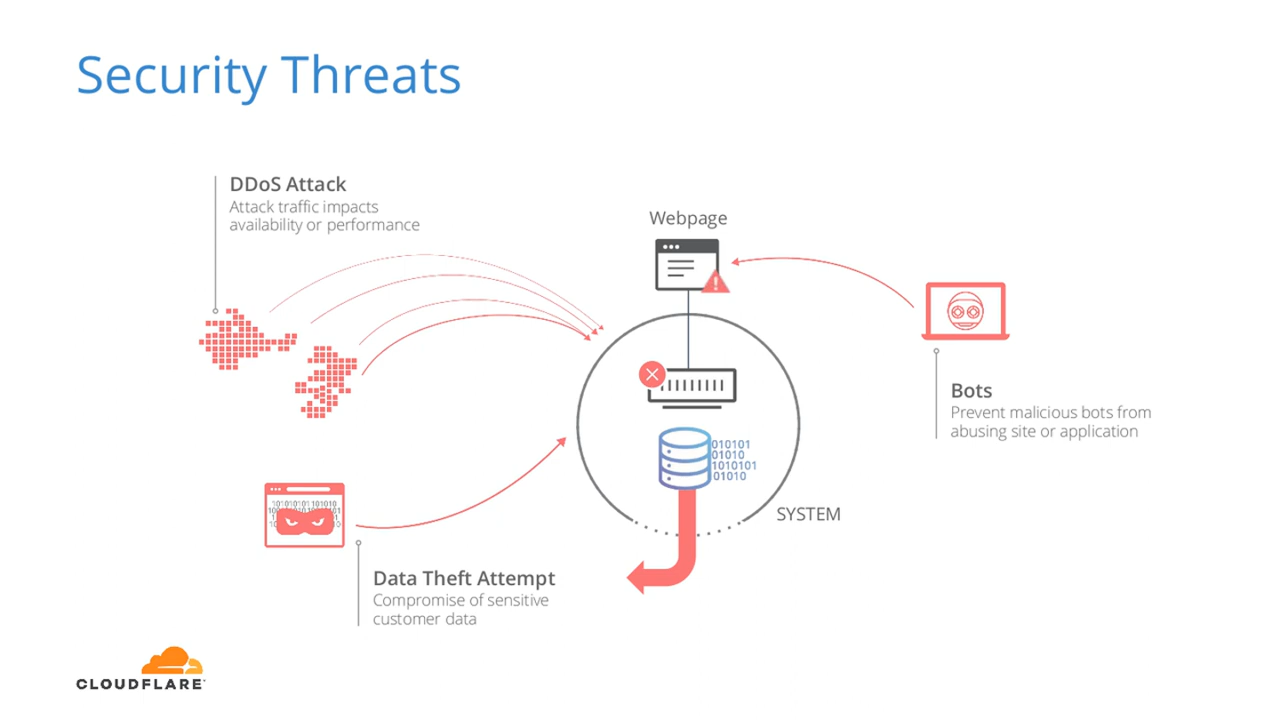 Security Threats
DDoS Attack
Attack traffic impacts
availability or performance
Webpage
Bots
Prevent malicious bots from
abusing site or application
010101
01010
1010101
01010
SYSTEM
Data Theft Attempt
Compromise of sensitive
customer data
CLOUDFLARE